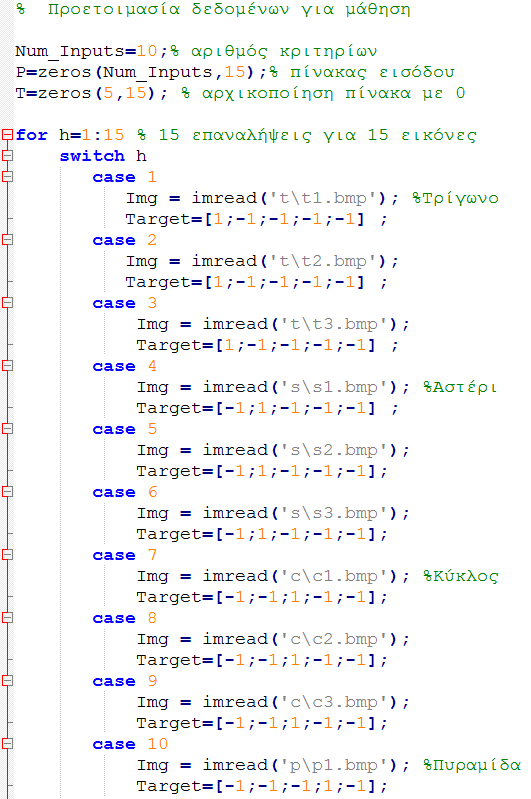 %  Προετοιμασία δεδομένων για μάθηση
Num_Inputs=10;% αριθμός κριτηρίων
P=zeros(Num_Inputs,15);% πίνακας εισόδου
T=zeros(5,15); % αρχικοποίηση πίνακα με 0
for h=1:15 % 15 επαναλήψεις για 15 εικόνες
switch h
case 1
Img = imread('t\t1.bmp'); %Τρίγωνο
Target=[1;-1;-1;-1;-1] ;
case 2
Img = imread('t\t2.bmp');
Target=[1;-1;-1;-1;-1] ;
case 3
Img = imread('t\t3.bmp');
Target=[1;-1;-1;-1;-1] ;
case 4
Img = imread('s\s1.bmp'); %Αστέρι
Target=[-1;1;-1;-1;-1] ;
case 5
Img = imread('s\s2.bmp');
Target=[-1;1;-1;-1;-1];
case 6
Img = imread('s\s3.bmp');
Target=[-1;1;-1;-1;-1];
case 7
Img = imread('c\c1.bmp'); %Κύκλος
Target=[-1;-1;1;-1;-1];
case 8
Img = imread('c\c2.bmp');
Target=[-1;-1;1;-1;-1];
case 9
Img = imread('c\c3.bmp');
Target=[-1;-1;1;-1;-1];
case 10
Img = imread('p\p1.bmp'); %Πυραμίδα
Target=[-1;-1;-1;1;-1];